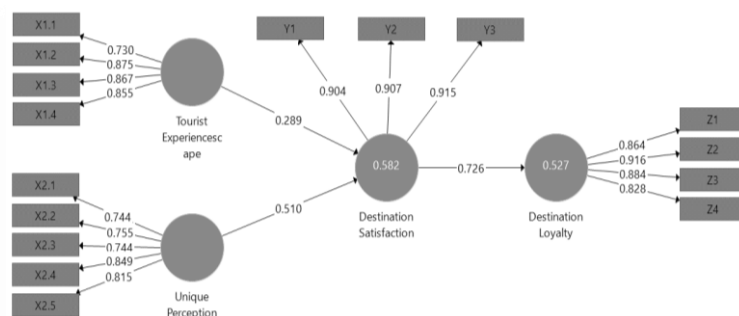 X1.1
X1.2
X1.3
X1.4
0.730
0.875
0.867
0.855
Tourist
Experiencesc
ape
Y1
Y2
Y3
0.904
0.907
0.915
0.289
0.582
Destination
Satisfaction
0.726
0.527
Destination
Loyalty
0.864
0.916
0.884
0.828
Z1
Z2
Z3
Z4
X2.1
X2.2
X2.3
X2.4
X2.5
0.744
0.755
0.744
0.849
0.815
0.510
Unique
Perception